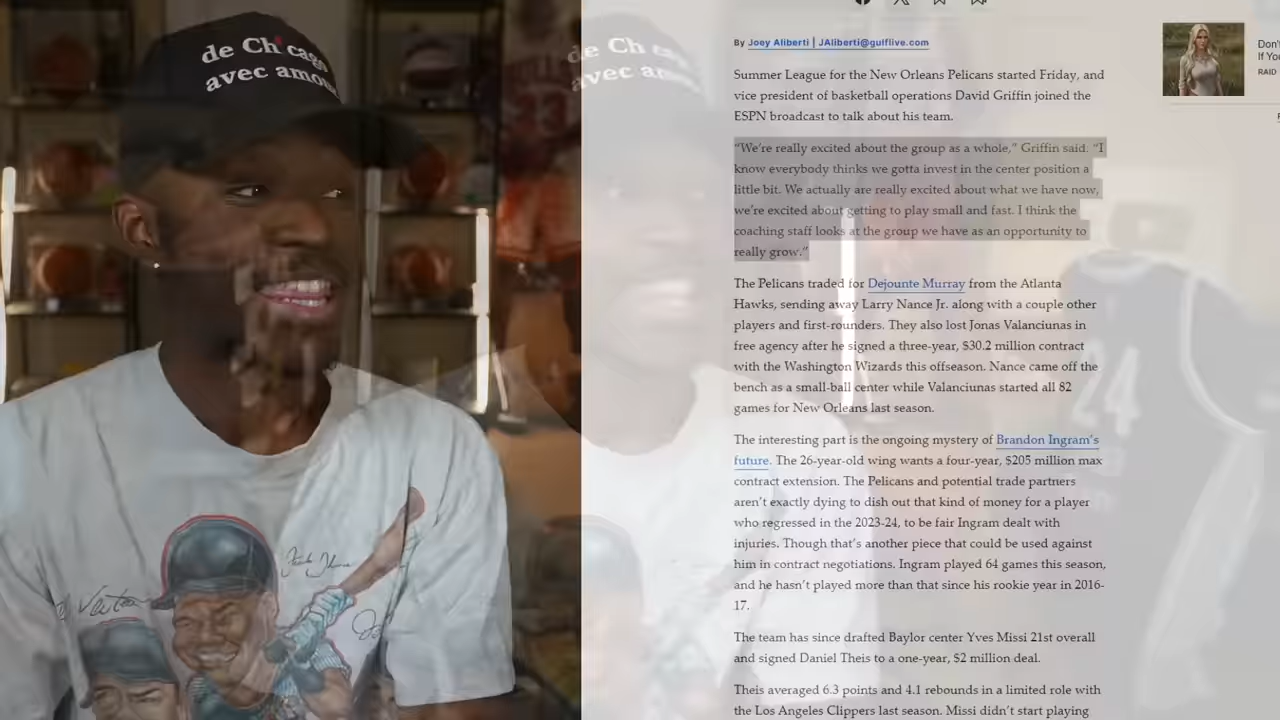 de Chicago
avec amour
de Ch cago
avec amo
By Joey Aliberti | JAliberti@gulflive.com
Summer League for the New Orleans Pelicans started Friday, and
vice president of basketball operations David Griffin joined the
ESPN broadcast to talk about his team.
“We’re really excited about the group as a whole,” Griffin said. “I
know everybody thinks we gotta invest in the center position a
little bit. We actually are really excited about what we have now,
we’re excited about getting to play small and fast. I think the
coaching staff looks at the group we have as an opportunity to
really grow.”
The Pelicans traded for Dejounte Murray from the Atlanta
Hawks, sending away Larry Nance Jr. along with a couple other
players and first-rounders. They also lost Jonas Valanciunas in
free agency after he signed a three-year, $30.2 million contract
with the Washington Wizards this offseason. Nance came off the
bench as a small-ball center while Valanciunas started all 82
games for New Orleans last season.
The interesting part is the ongoing mystery of Brandon Ingram’s
future. The 26-year-old wing wants a four-year, $205 million max
contract extension. The Pelicans and potential trade partners
aren’t exactly dying to dish out that kind of money for a player
who regressed in the 2023-24, to be fair Ingram dealt with
injuries. Though that’s another piece that could be used against
him in contract negotiations. Ingram played 64 games this season,
and he hasn’t played more than that since his rookie year in 2016-
17.
The team has since drafted Baylor center Yves Missi 21st overall
and signed Daniel Theis to a one-year, $2 million deal.
Theis averaged 6.3 points and 4.1 rebounds in a limited role with
the Los Angeles Clippers last season. Missi didn’t start playing
Don'
If You
RAID
24